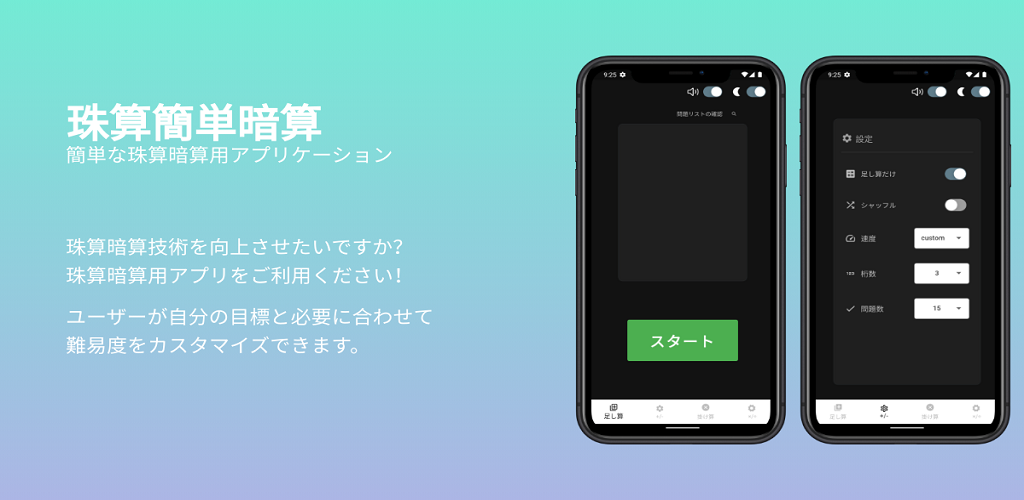 珠算簡単暗算
簡単な珠算暗算用アプリケーション
珠算暗算技術を向上させたいですか?
珠算暗算用アプリをご利用ください!
ユーザーが自分の目標と必要に合わせて
難易度をカスタマイズできます。
9:25
問題リストの確認
スタート
足し算
+/-
掛け算
+/-
9:25
設定
足し算だけ
シャッフル
速度
custom
123
桁数
3
問題数
15
足し算
+/-
掛け算
+/-